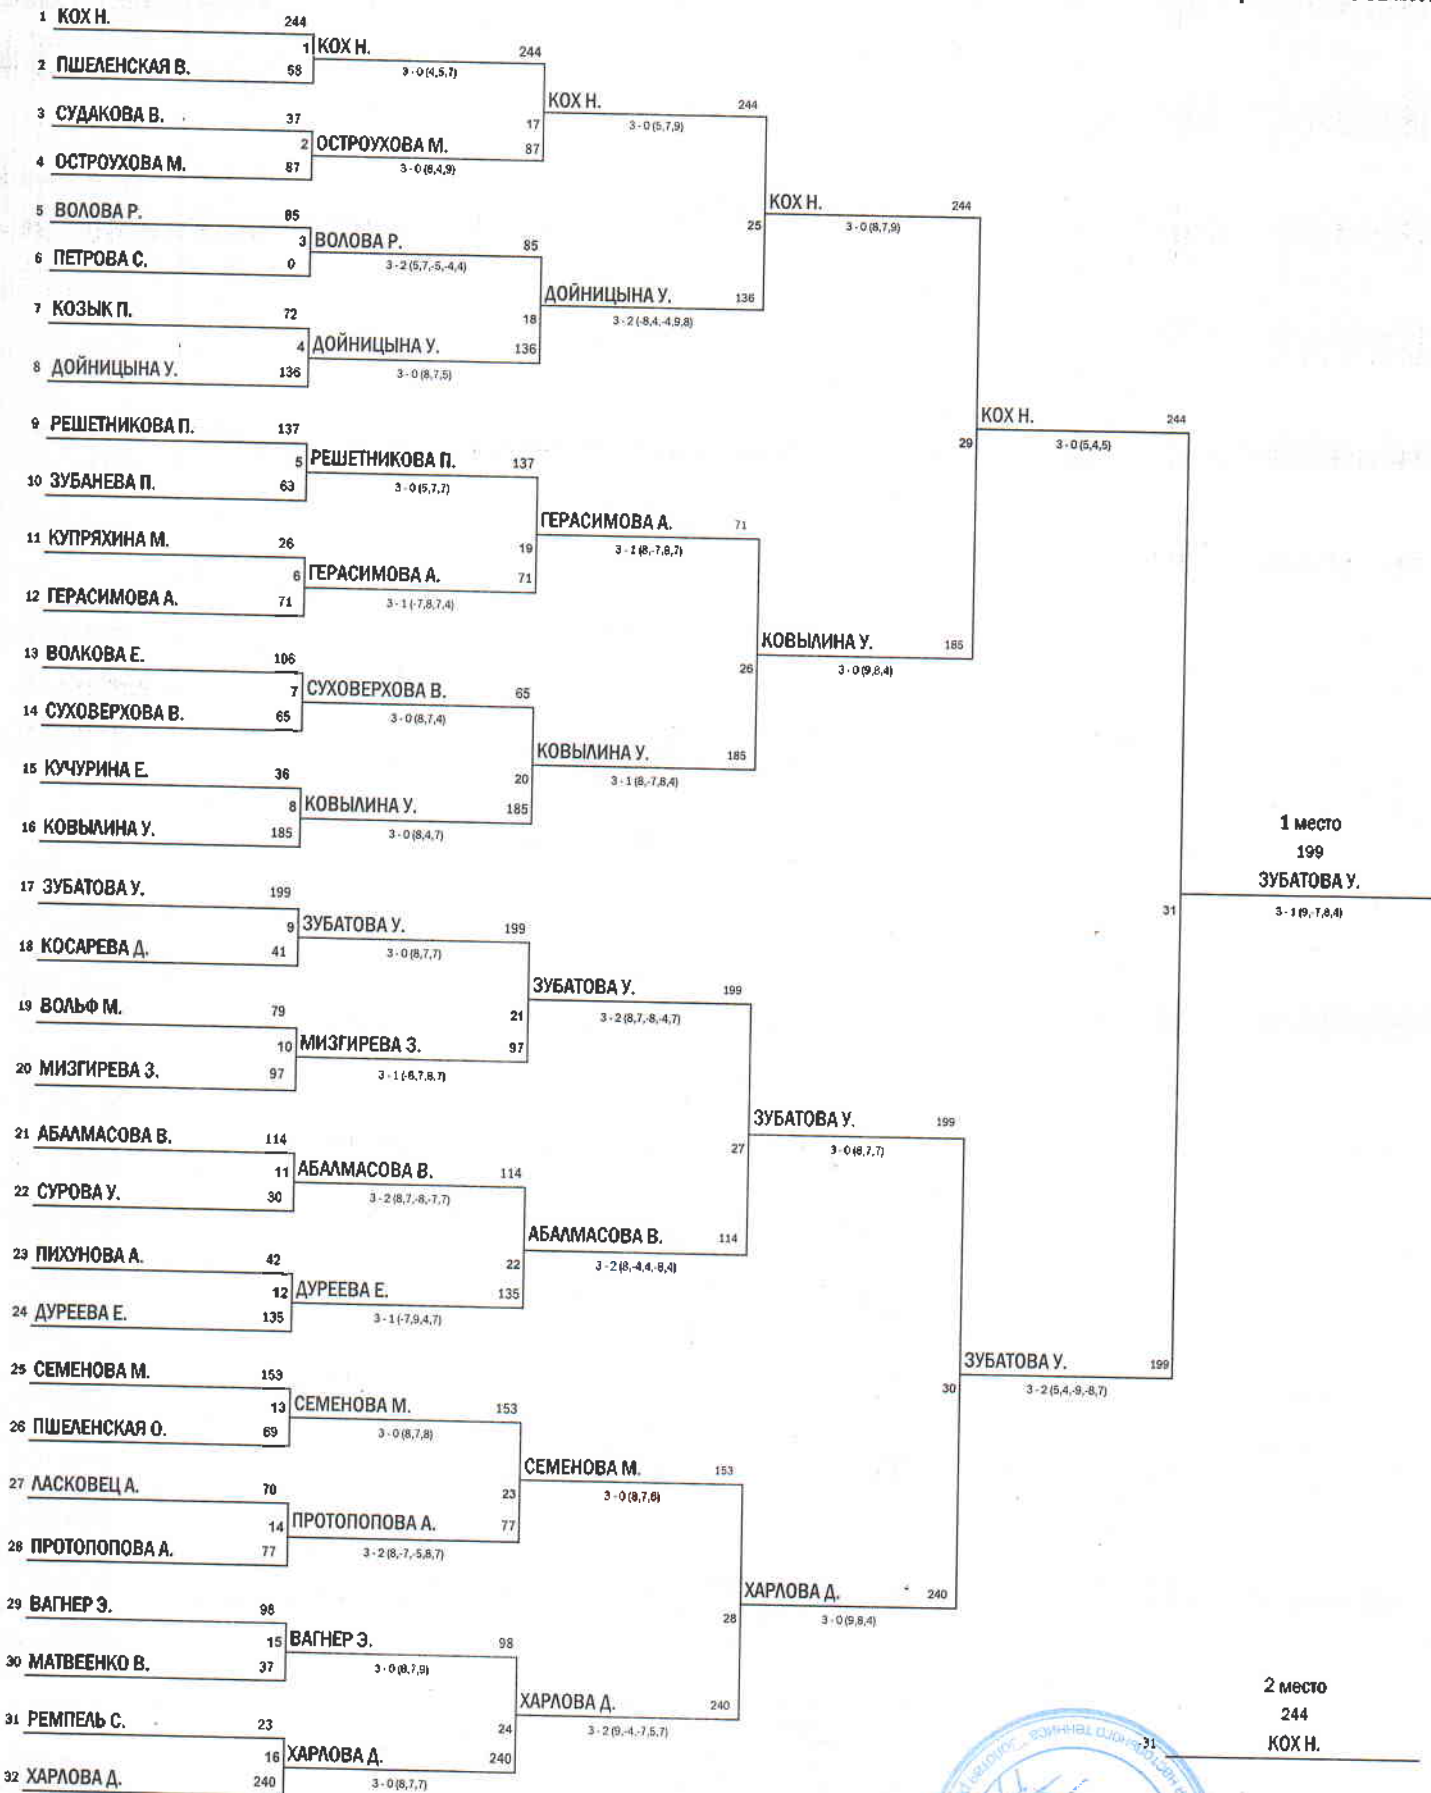 1 КОХ Н. 244
1 КОХ Н. 244
2 ПШЕЛЕНСКАЯ В. 58
3 - 0 (4,5,7)
КОХ Н. 244
3 СУДАКОВА В. 37
17
3 - 0 (5,7,9)
2 ОСТРОУХОВА М. 87
4 ОСТРОУХОВА М. 87
3 - 0 (8,4,9)
КОХ Н. 244
5 ВОЛОВА Р. 85
25
3 - 0 (8,7,9)
3 ВОЛОВА Р. 85
6 ПЕТРОВА С. 0
3 - 2 (5,7,-5,-4,4)
ДОЙНИЦЫНА У. 136
7 КОЗЫК П. 72
18
3 - 2 (-8,4,-4,9,8)
4 ДОЙНИЦЫНА У. 136
8 ДОЙНИЦЫНА У. 136
3 - 0 (8,7,5)
КОХ Н. 244
9 РЕШЕТНИКОВА П. 137
29
3 - 0 (5,4,5)
5 РЕШЕТНИКОВА П. 137
10 ЗУБАНЕВА П. 63
3 - 0 (5,7,7)
ГЕРАСИМОВА А. 71
11 КУПРЯХИНА М. 26
19
3 - 1 (8,-7,8,7)
6 ГЕРАСИМОВА А. 71
12 ГЕРАСИМОВА А. 71
3 - 1 (-7,8,7,4)
КОВЫЛИНА У. 185
13 ВОЛКОВА Е. 106
26
3 - 0 (9,8,4)
7 СУХОВЕРХОВА В. 65
14 СУХОВЕРХОВА В. 65
3 - 0 (8,7,4)
КОВЫЛИНА У. 185
15 КУЧУРИНА Е. 36
20
3 - 1 (8,-7,8,4)
8 КОВЫЛИНА У. 185
16 КОВЫЛИНА У. 185
3 - 0 (8,4,7)
1 место
199
ЗУБАТОВА У.
31
3 - 1 (9,-7,8,4)
17 ЗУБАТОВА У. 199
9 ЗУБАТОВА У. 199
18 КОСАРЕВА Д. 41
3 - 0 (8,7,7)
ЗУБАТОВА У. 199
19 ВОЛЬФ М. 79
21
3 - 2 (8,7,-8,-4,7)
10 МИЗГИРЕВА З. 97
20 МИЗГИРЕВА З. 97
3 - 1 (-6,7,8,7)
ЗУБАТОВА У. 199
21 АБАЛМАСОВА В. 114
27
3 - 0 (8,7,7)
11 АБАЛМАСОВА В. 114
22 СУРОВА У. 30
3 - 2 (8,7,-8,-7,7)
АБАЛМАСОВА В. 114
23 ПИХУНОВА А. 42
22
3 - 2 (8,-4,4,-8,4)
12 ДУРЕЕВА Е. 135
24 ДУРЕЕВА Е. 135
3 - 1 (-7,9,4,7)
ЗУБАТОВА У. 199
25 СЕМЕНОВА М. 153
30
3 - 2 (5,4,-9,-8,7)
13 СЕМЕНОВА М. 153
26 ПШЕЛЕНСКАЯ О. 69
3 - 0 (8,7,8)
СЕМЕНОВА М. 153
27 ЛАСКОВЕЦ А. 70
23
3 - 0 (8,7,6)
14 ПРОТОПОПОВА А. 77
28 ПРОТОПОПОВА А. 77
3 - 2 (8,-7,-5,8,7)
ХАРЛОВА Д. 240
29 ВАГНЕР Э. 98
28
3 - 0 (9,8,4)
15 ВАГНЕР Э. 98
30 МАТВЕЕНКО В. 37
3 - 0 (8,7,9)
ХАРЛОВА Д. 240
31 РЕМПЕЛЬ С. 23
24
3 - 2 (9,-4,-7,5,7)
16 ХАРЛОВА Д. 240
32 ХАРЛОВА Д. 240
3 - 0 (8,7,7)
2 место
244
-31 КОХ Н.
настольного тенниса "Золотая